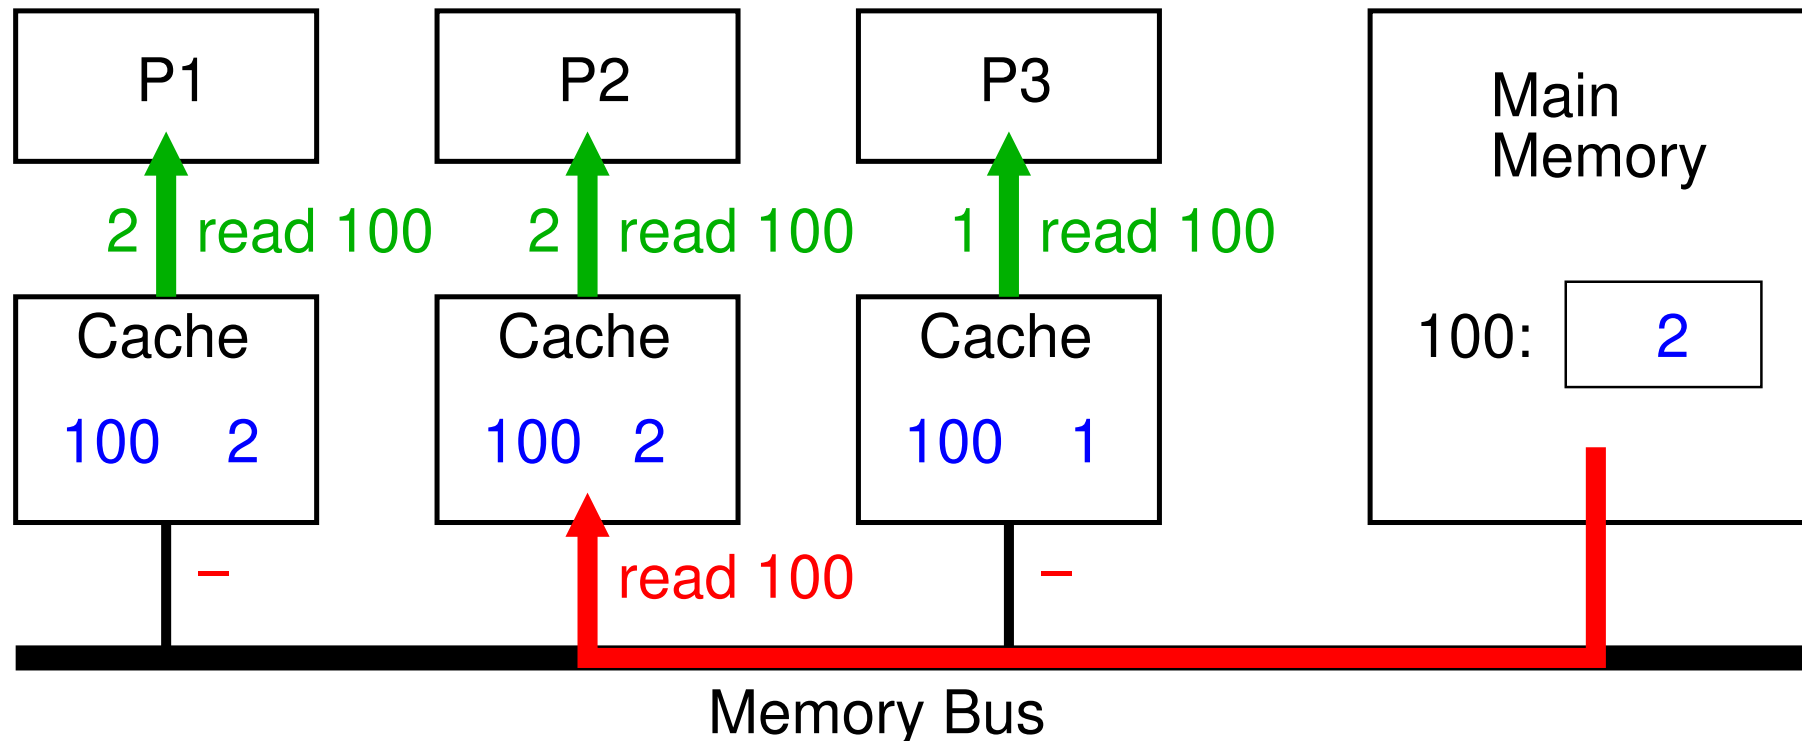 P1 P2 P3
Main
Memory
2 read 100 2 read 100 1 read 100
Cache Cache Cache 100: 2
100 2 100 2 100 1
– read 100 –
Memory Bus